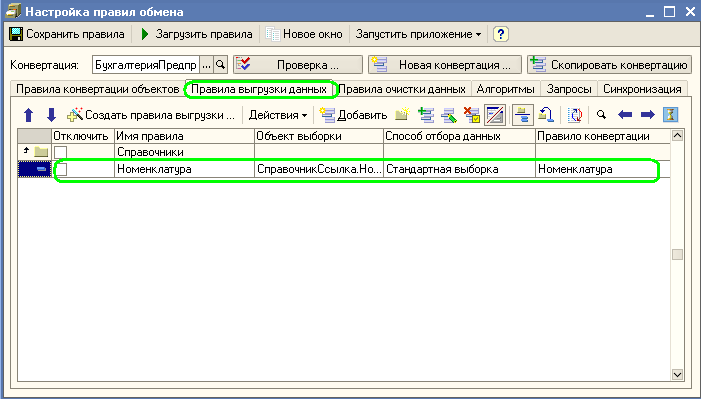 Настройка правил обмена
Сохранить правила Загрузить правила Новое окно Запустить приложение ?
Конвертация: БухгалтерияПредпр ... Проверка ... Новая конвертация ... Скопировать конвертацию
Правила конвертации объектов Правила выгрузки данных Правила очистки данных Алгоритмы Запросы Синхронизация
Создать правила выгрузки ... Действия Добавить
Отключить Имя правила Объект выборки Способ отбора данных Правило конвертации
Справочники
Номенклатура СправочникСсылка.Но... Стандартная выборка Номенклатура